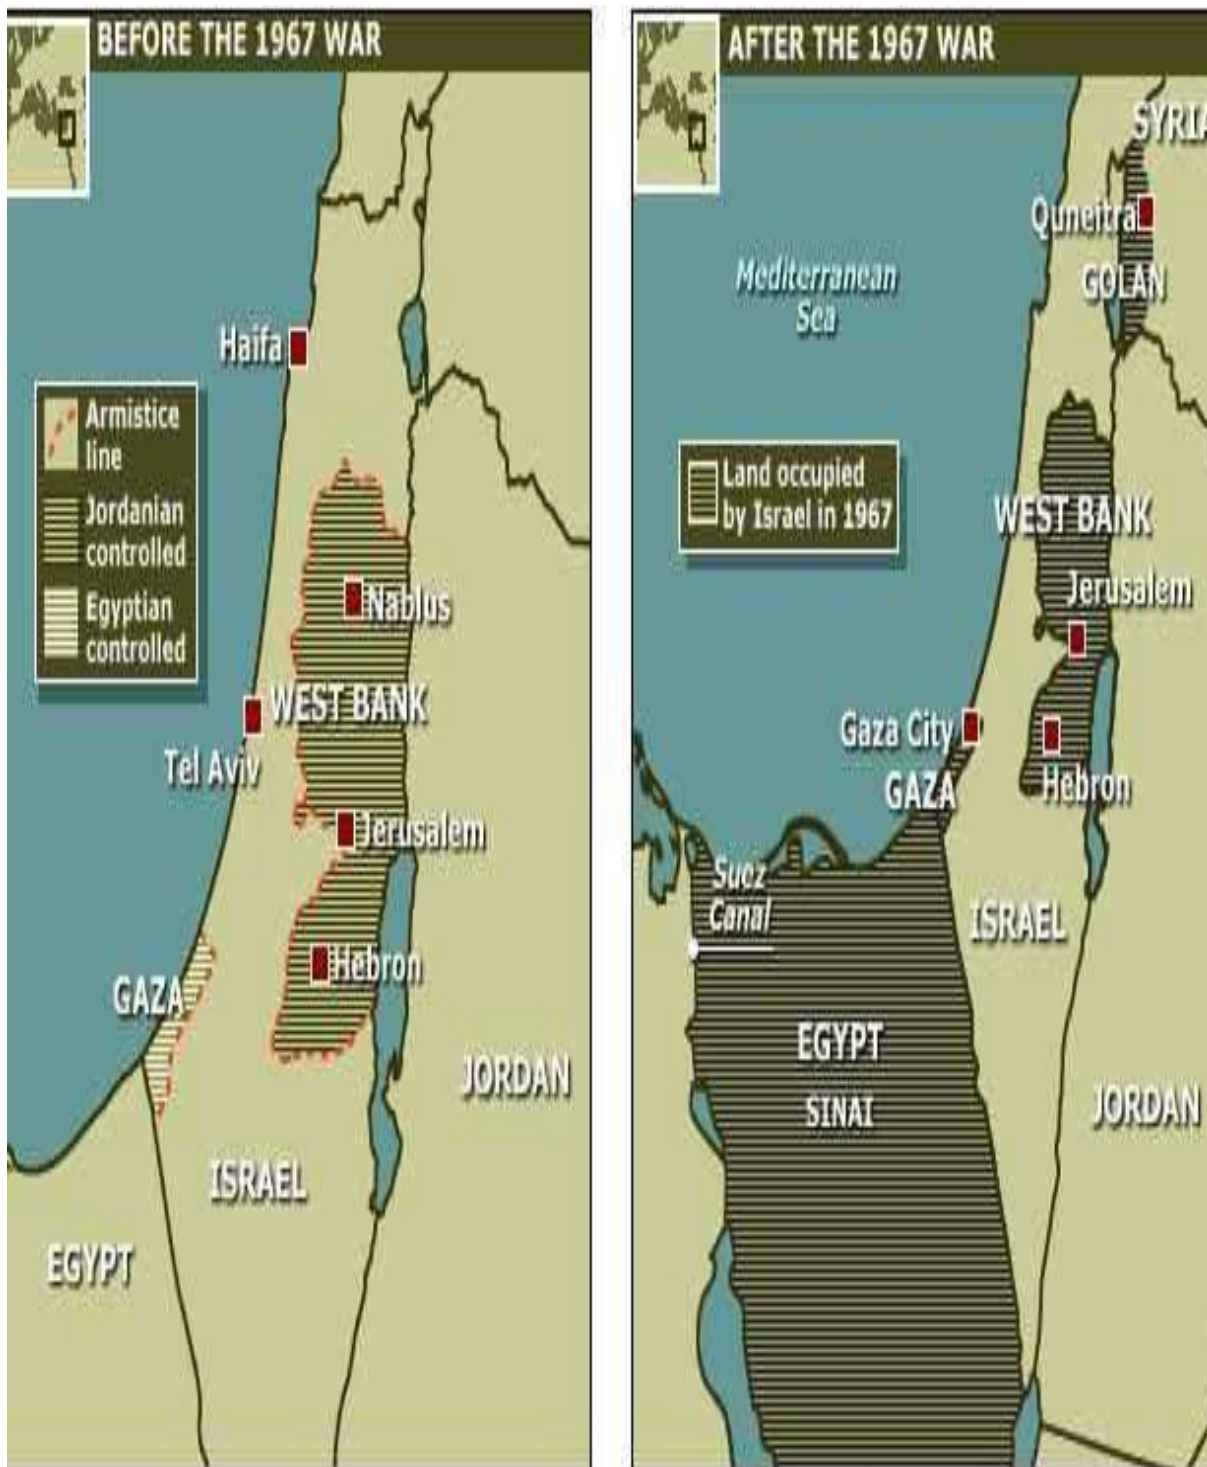 BEFORE THE 1967 WAR
Haifa
Armistice
line
Jordanian
controlled
Egyptian
controlled
Nablus
WEST BANK
Tel Aviv
Jerusalem
Hebron
GAZA
JORDAN
ISRAEL
EGYPT
AFTER THE 1967 WAR
SYRIA
Quneitra
Mediterranean
Sea
GOLAN
Land occupied
by Israel in 1967
WEST BANK
Jerusalem
Gaza City
GAZA
Hebron
Suez
Canal
ISRAEL
EGYPT
SINAI
JORDAN